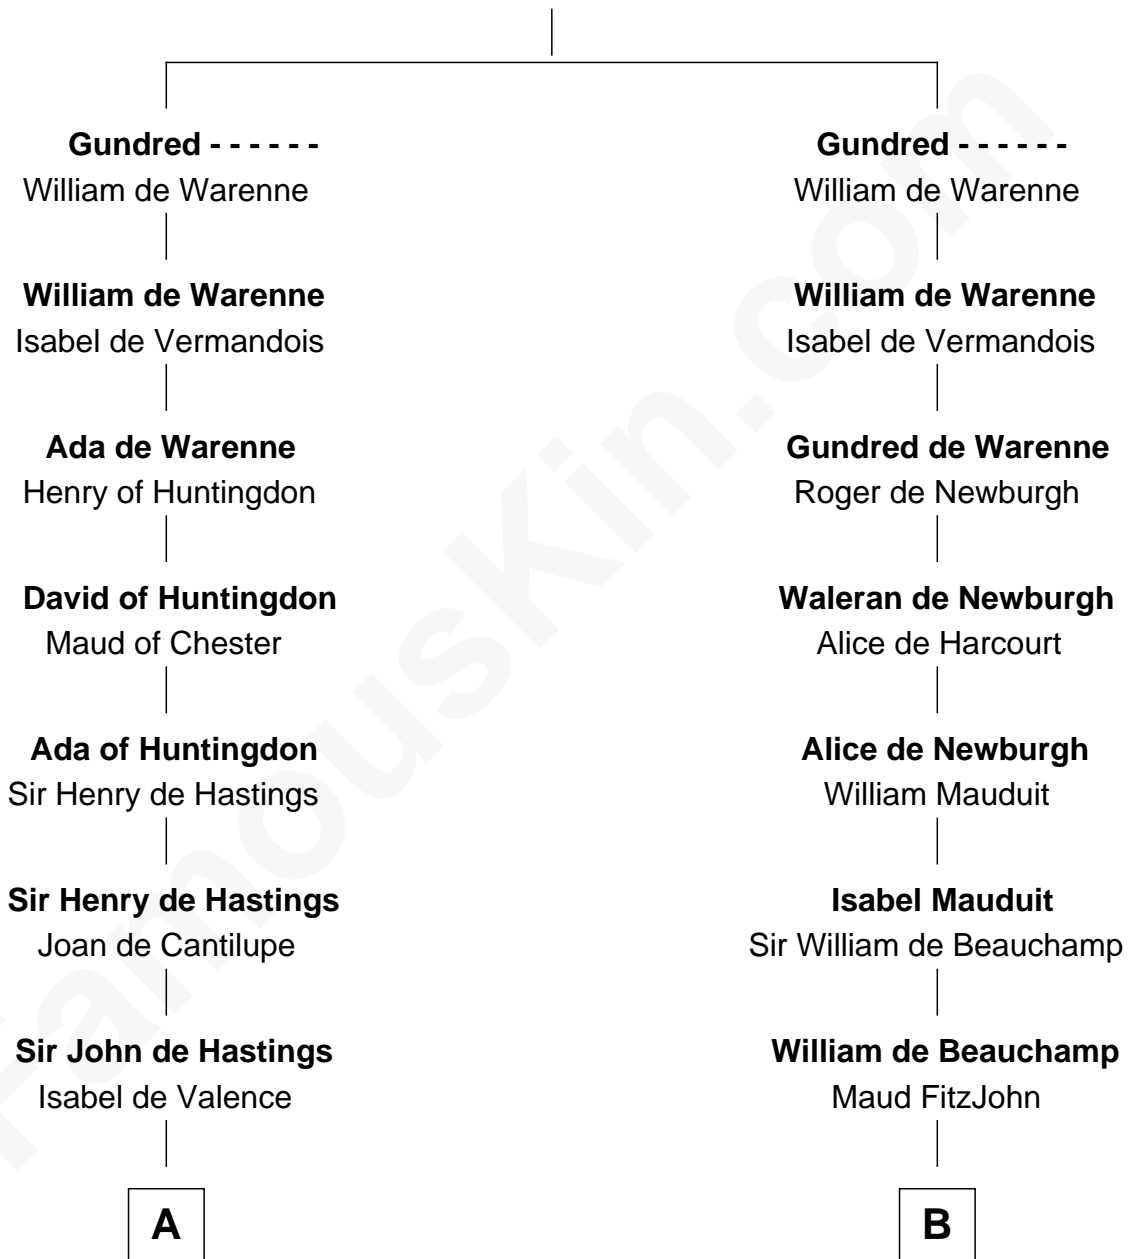 Gundred - - - - - -
William de Warenne
William de Warenne
Isabel de Vermandois
Ada de Warenne
Henry of Huntingdon
David of Huntingdon
Maud of Chester
Ada of Huntingdon
Sir Henry de Hastings
Sir Henry de Hastings
Joan de Cantilupe
Sir John de Hastings
Isabel de Valence
A
Gundred - - - - - -
William de Warenne
William de Warenne
Isabel de Vermandois
Gundred de Warenne
Roger de Newburgh
Waleran de Newburgh
Alice de Harcourt
Alice de Newburgh
William Mauduit
Isabel Mauduit
Sir William de Beauchamp
William de Beauchamp
Maud FitzJohn
B
FamousKin.com